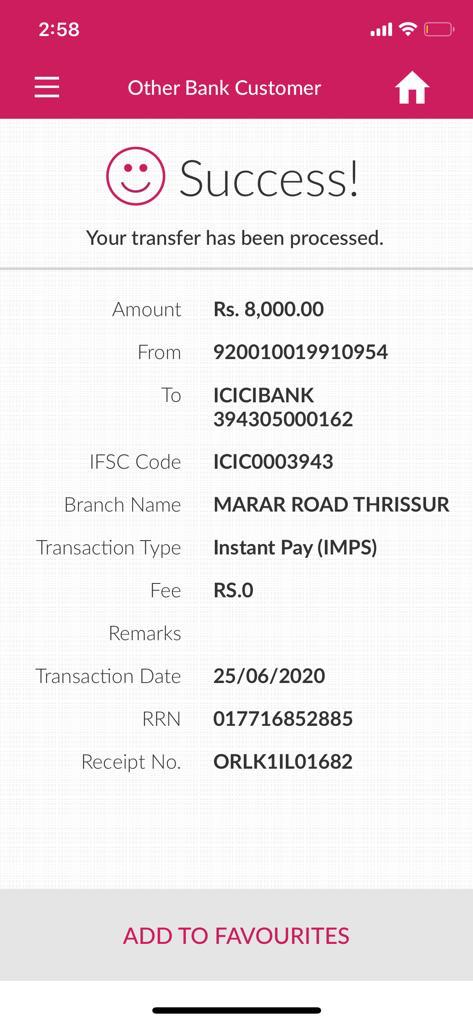 2:58
Other Bank Customer
Success!
Your transfer has been processed.
Amount Rs. 8,000.00
From 920010019910954
To ICICIBANK
394305000162
IFSC Code ICIC0003943
Branch Name MARAR ROAD THRISSUR
Transaction Type Instant Pay (IMPS)
Fee RS.0
Remarks
Transaction Date 25/06/2020
RRN 017716852885
Receipt No. ORLK1IL01682
ADD TO FAVOURITES